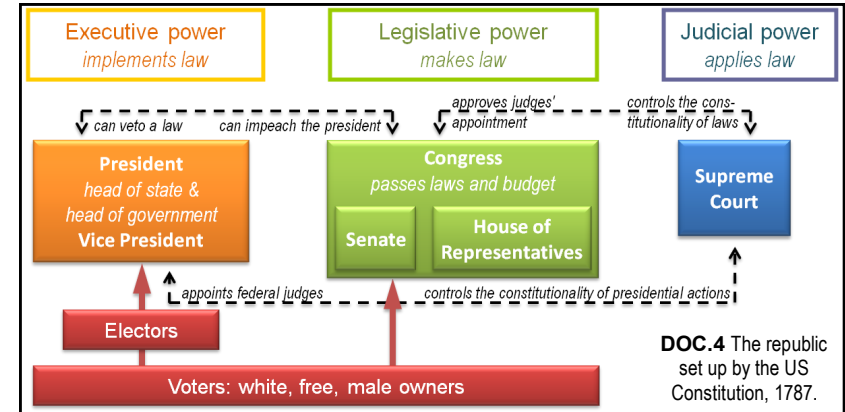 Executive power
implements law
Legislative power
makes law
Judicial power
applies law
can veto a law
can impeach the president
approves judges'
appointment
controls the cons-
titutionality of laws
President
head of state &
head of government
Vice President
Congress
passes laws and budget
Senate
House of
Representatives
Supreme
Court
appoints federal judges
controls the constitutionality of presidential actions
Electors
Voters: white, free, male owners
DOC.4 The republic
set up by the US
Constitution, 1787.